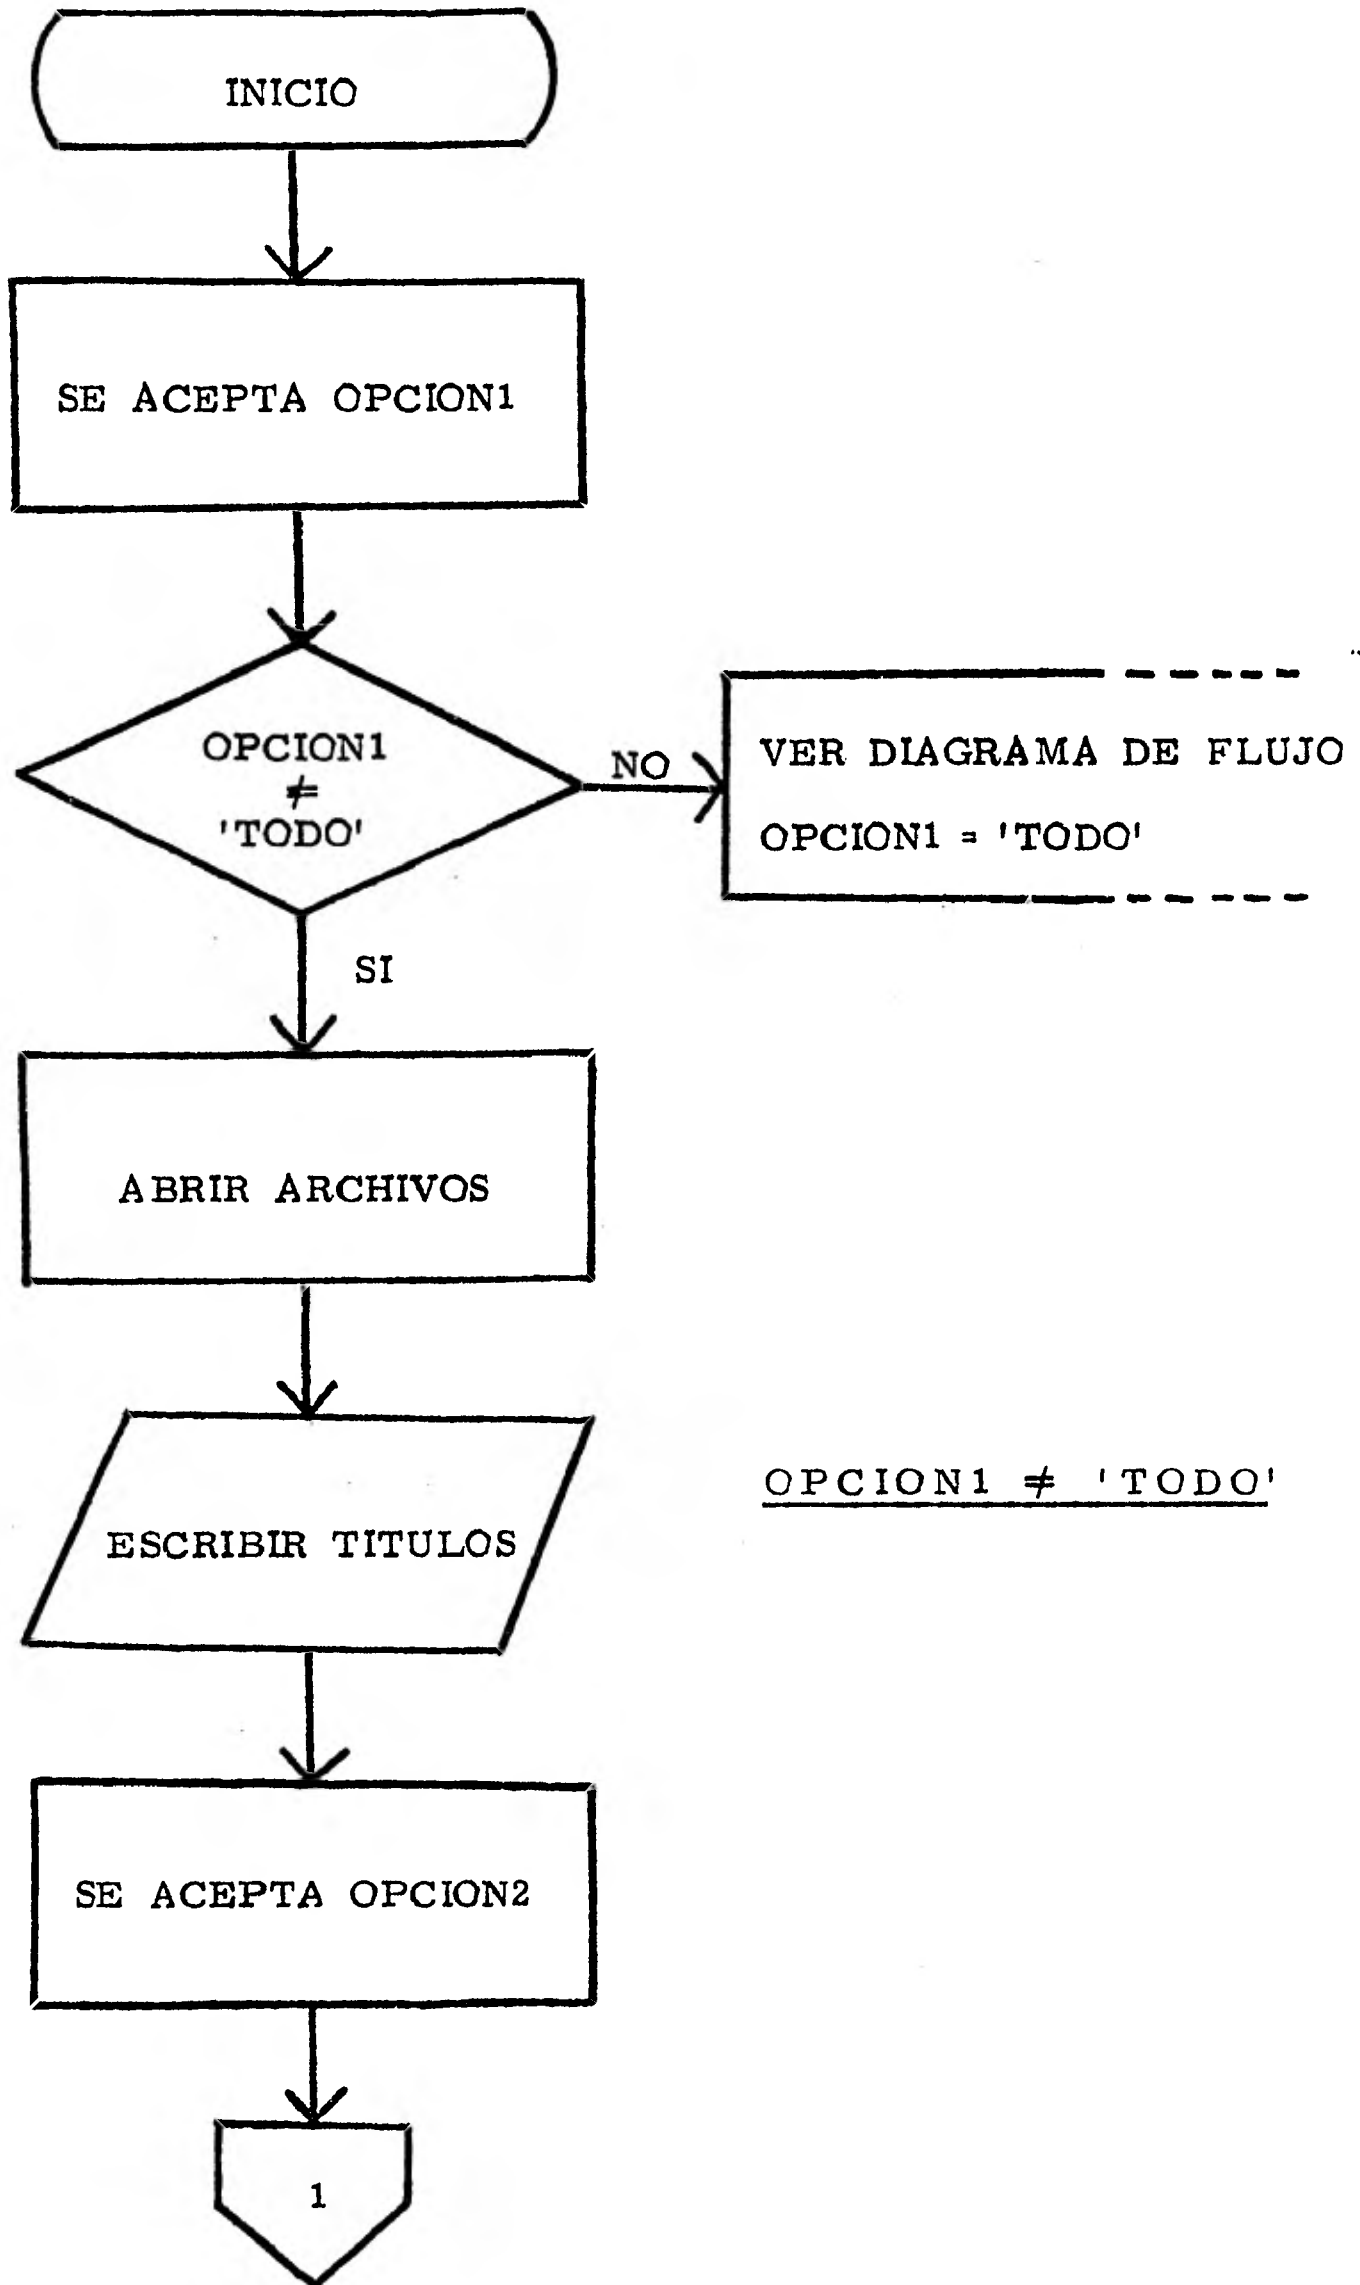 INICIO
SE ACEPTA OPCION1
OPCION1
≠
'TODO'
NO
VER DIAGRAMA DE FLUJO
OPCION1 = 'TODO'
SI
ABRIR ARCHIVOS
ESCRIBIR TITULOS
OPCION1 ≠ 'TODO'
SE ACEPTA OPCION2
1